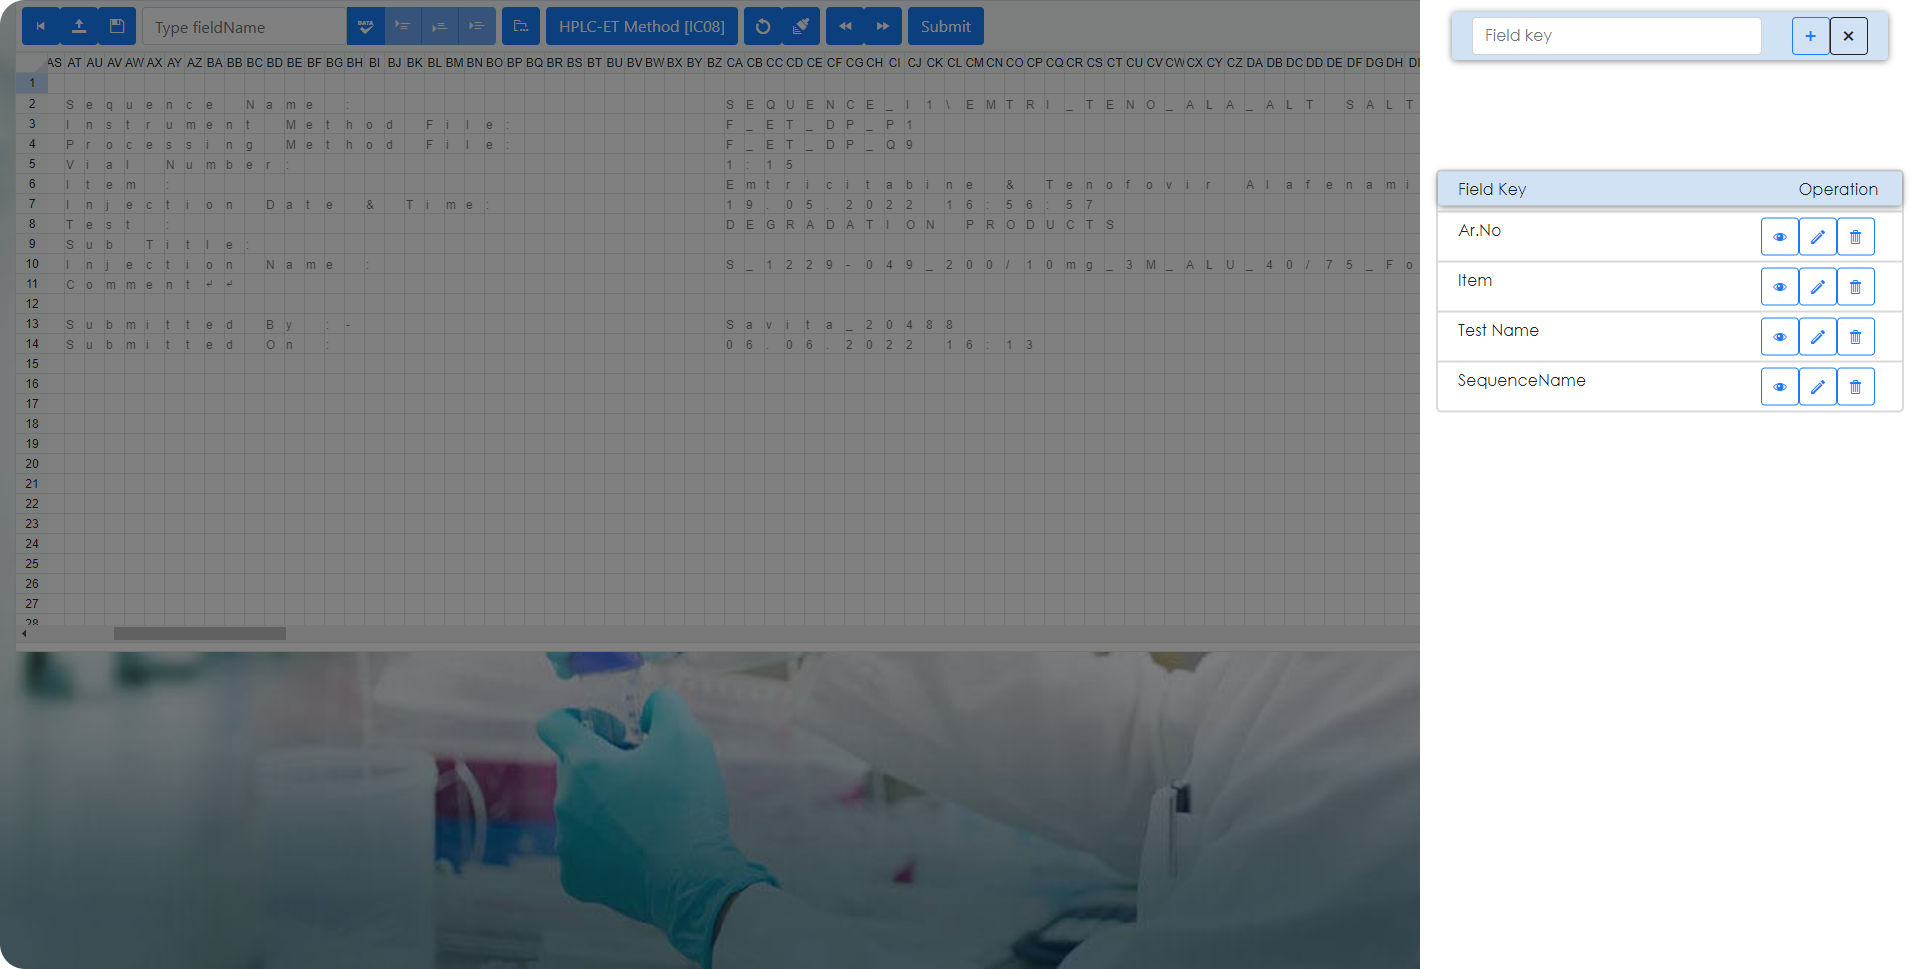 Type fieldName DATA HPLC-ET Method [IC08] Submit
AS AT AU AV AW AX AY AZ BA BB BC BD BE BF BG BH BI BJ BK BL BM BN BO BP BQ BR BS BT BU BV BW BX BY BZ CA CB CC CD CE CF CG CH CI CJ CK CL CM CN CO CP CQ CR CS CT CU CV CW CX CY CZ DA DB DC DD DE DF DG DH
1
2 Sequence Name : SEQUENCE_I1\EMTRI_TENO_ALA_ALT SALT
3 Instrument Method File: F_ET_DP_P1
4 Processing Method File: F_ET_DP_Q9
5 Vial Number: 1:15
6 Item : Emtricitabine & Tenofovir Alafenami
7 Injection Date & Time: 19.05.2022 16:56:57
8 Test : DEGRADATION PRODUCTS
9 Sub Title:
10 Injection Name : S_1229-049_200/10mg_3M_ALU_40/75_Fo
11 Comment↵↵
12
13 Submitted By :- Savita_20488
14 Submitted On : 06.06.2022 16:13
15
16
17
18
19
20
21
22
23
24
25
26
27
28
Field key + ×
Field Key Operation
Ar.No
Item
Test Name
SequenceName